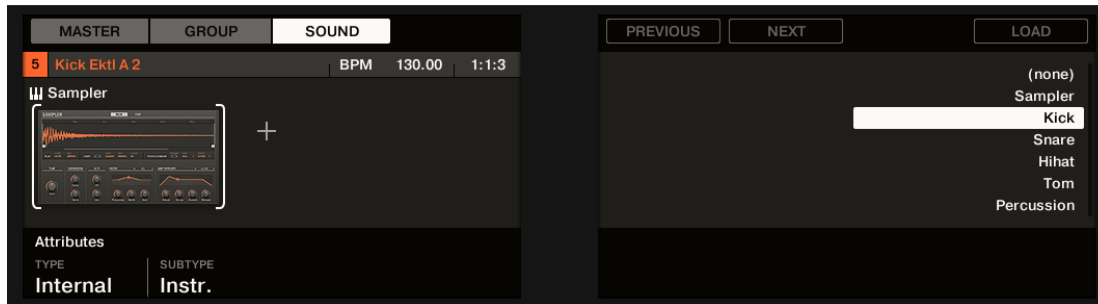 MASTER GROUP SOUND
5 Kick Ektl A 2 BPM 130.00 1:1:3
Sampler
SAMPLER
Attributes
TYPE SUBTYPE
Internal Instr.
PREVIOUS NEXT LOAD
(none)
Sampler
Kick
Snare
Hihat
Tom
Percussion